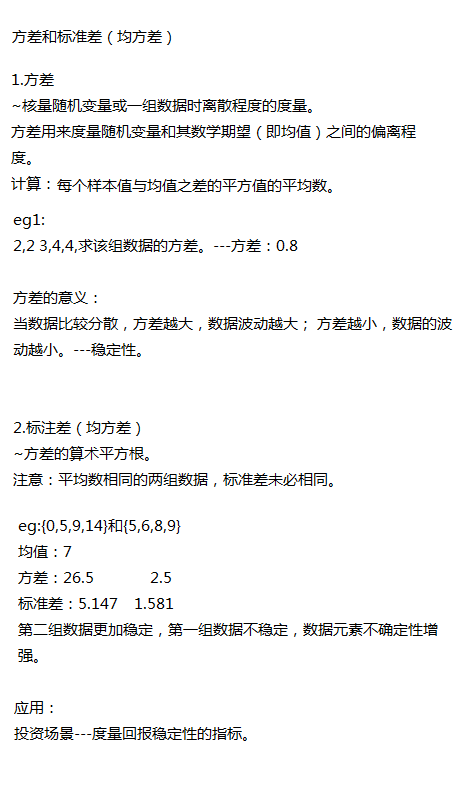 方差和标准差（均方差）
1.方差
~核量随机变量或一组数据时离散程度的度量。
方差用来度量随机变量和其数学期望（即均值）之间的偏离程
度。
计算：每个样本值与均值之差的平方值的平均数。
eg1:
2,2 3,4,4,求该组数据的方差。---方差：0.8
方差的意义：
当数据比较分散，方差越大，数据波动越大； 方差越小，数据的波
动越小。---稳定性。
2.标注差（均方差）
~方差的算术平方根。
注意：平均数相同的两组数据，标准差未必相同。
eg:{0,5,9,14}和{5,6,8,9}
均值：7
方差：26.5 2.5
标准差：5.147 1.581
第二组数据更加稳定，第一组数据不稳定，数据元素不确定性增
强。
应用：
投资场景---度量回报稳定性的指标。